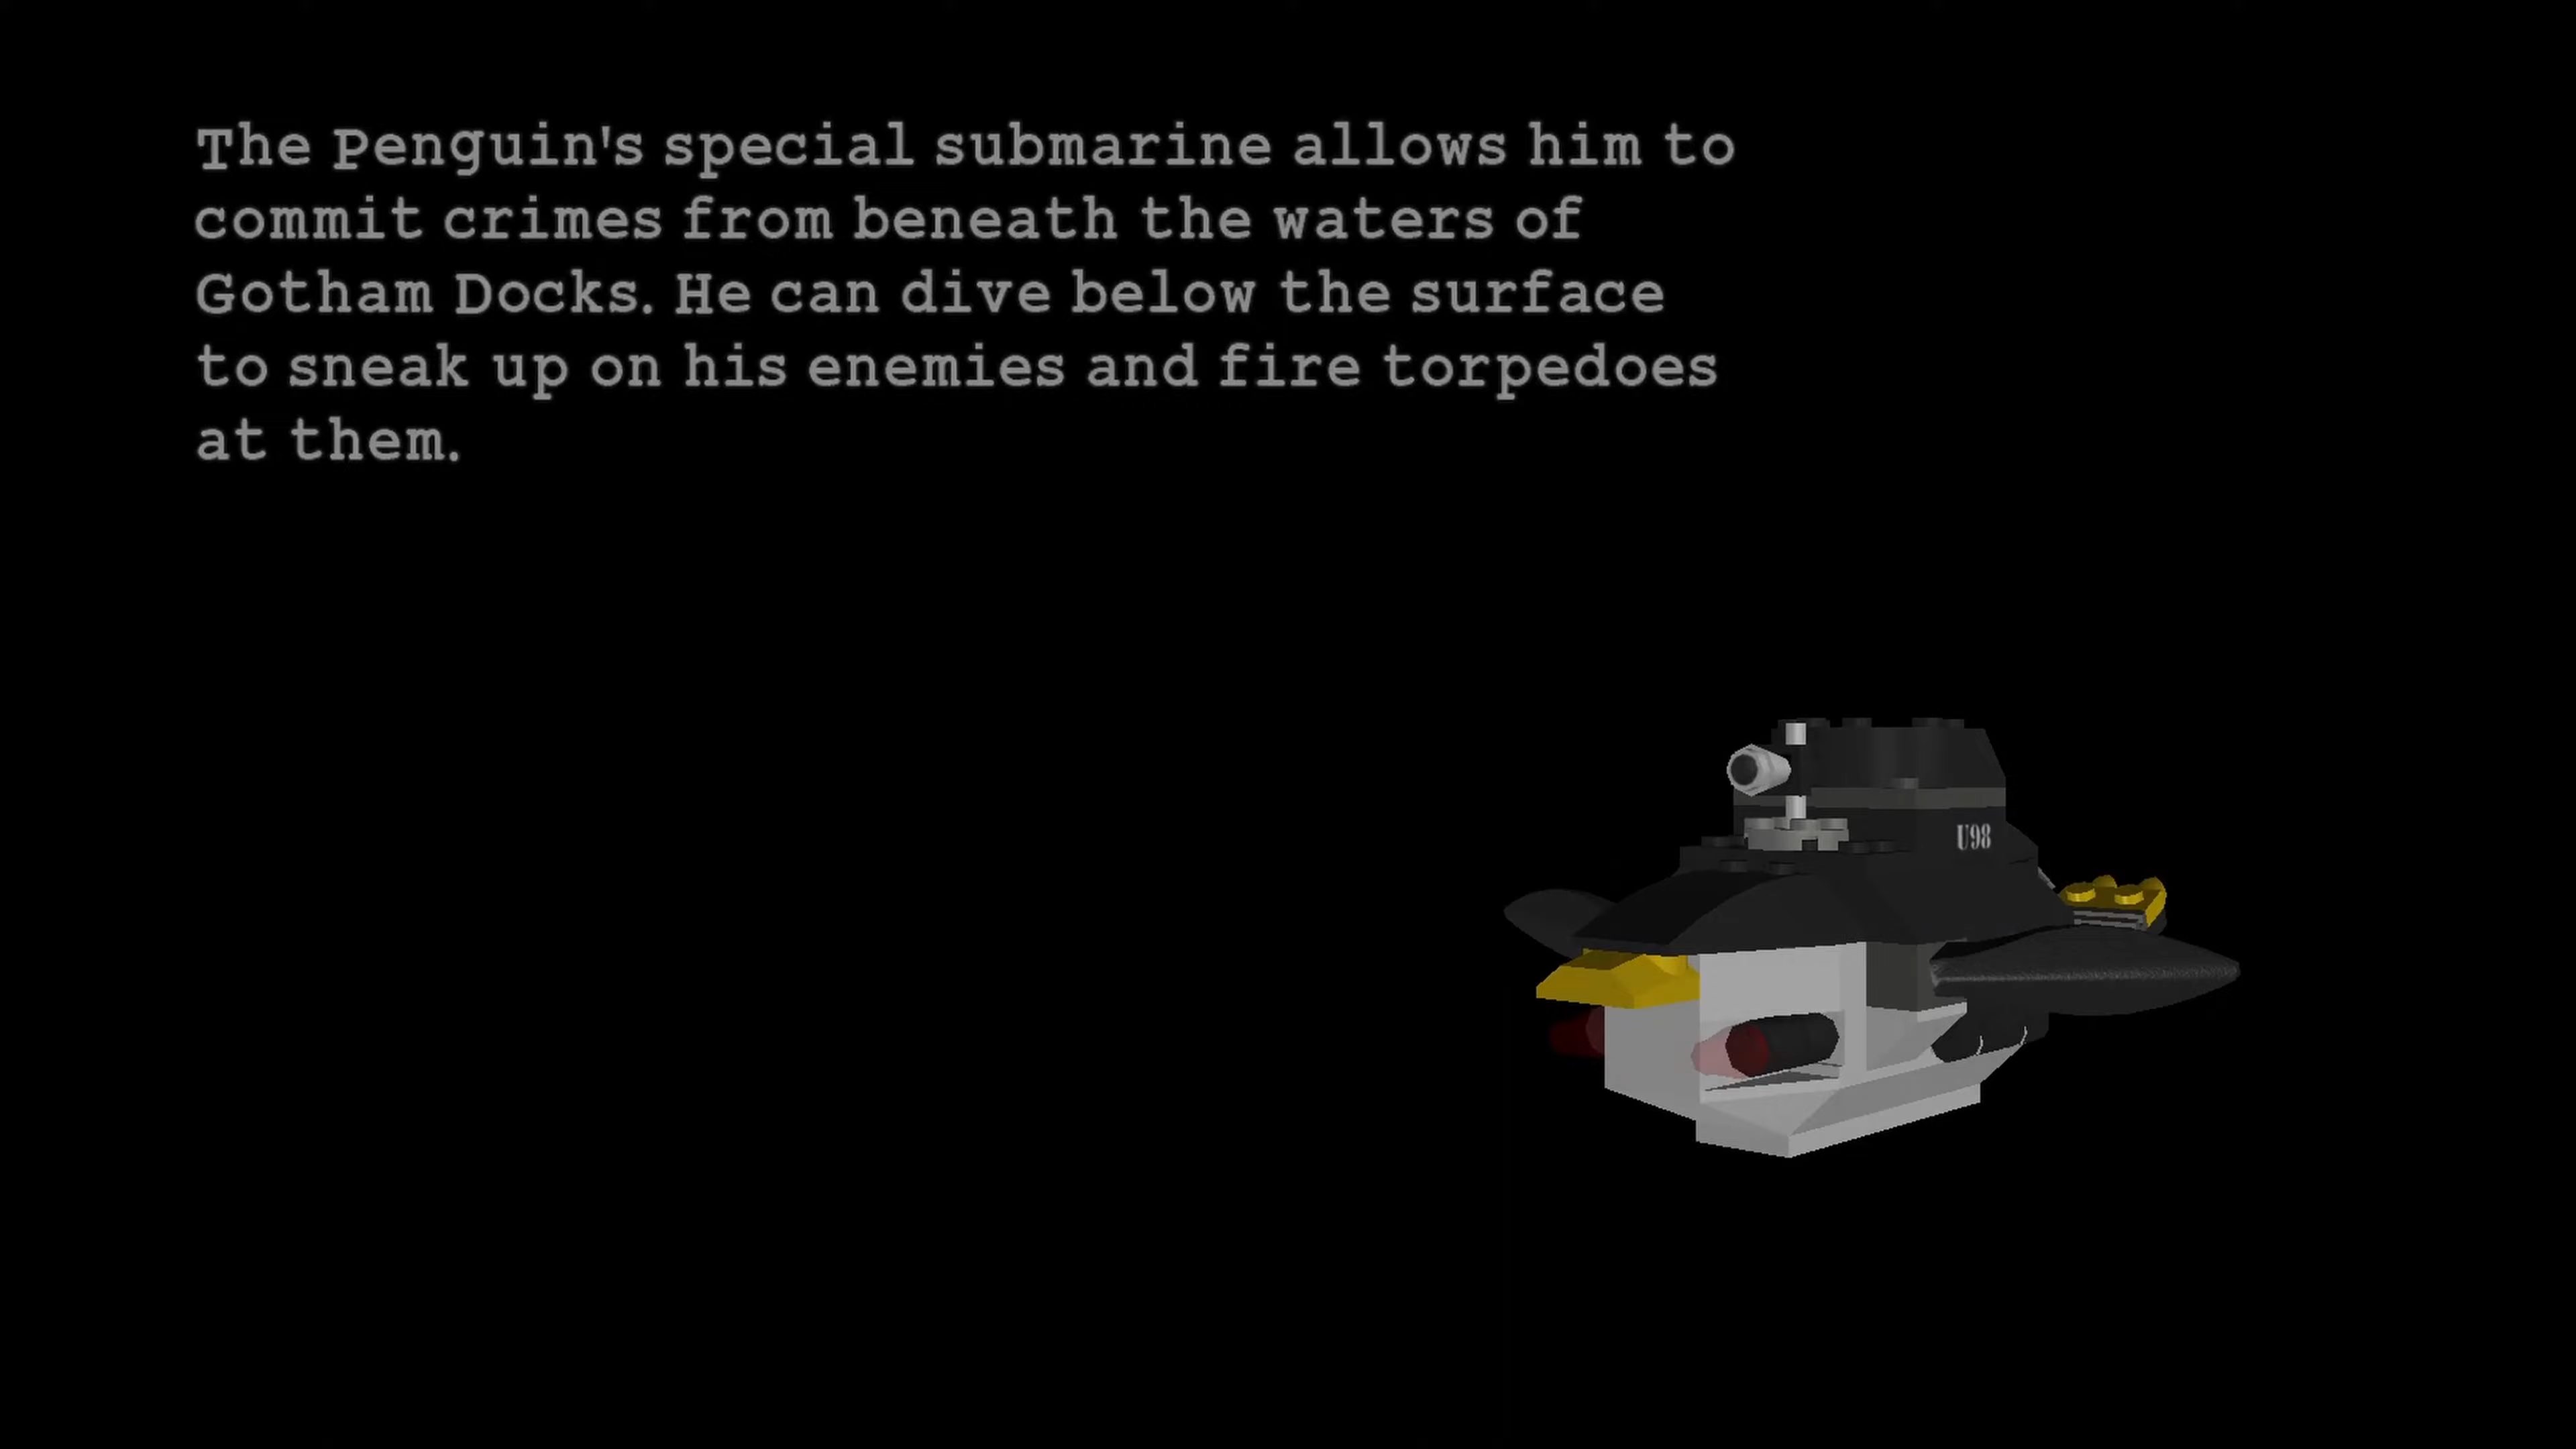 The Penguin's special submarine allows him to
commit crimes from beneath the waters of
Gotham Docks. He can dive below the surface
to sneak up on his enemies and fire torpedoes
at them.
U98